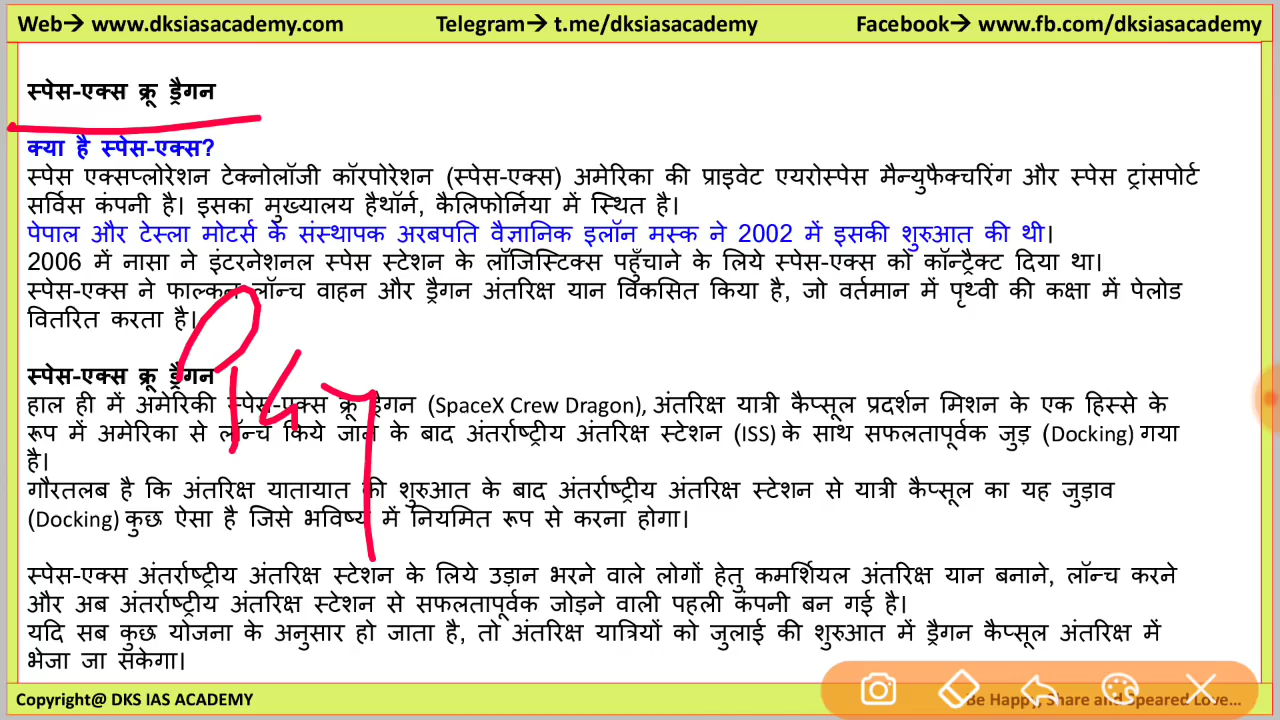 Web→ www.dksiasacademy.com Telegram→ t.me/dksiasacademy Facebook→ www.fb.com/dksiasacademy
स्पेस-एक्स क्रू ड्रैगन
क्या है स्पेस-एक्स?
स्पेस एक्सप्लोरेशन टेक्नोलॉजी कॉरपोरेशन (स्पेस-एक्स) अमेरिका की प्राइवेट एयरोस्पेस मैन्युफैक्चरिंग और स्पेस ट्रांसपोर्ट
सर्विस कंपनी है। इसका मुख्यालय हैथॉर्न, कैलिफोर्निया में स्थित है।
पेपाल और टेस्ला मोटर्स के संस्थापक अरबपति वैज्ञानिक इलॉन मस्क ने 2002 में इसकी शुरुआत की थी।
2006 में नासा ने इंटरनेशनल स्पेस स्टेशन के लॉजिस्टिक्स पहुँचाने के लिये स्पेस-एक्स को कॉन्ट्रैक्ट दिया था।
स्पेस-एक्स ने फाल्कन लॉन्च वाहन और ड्रैगन अंतरिक्ष यान विकसित किया है, जो वर्तमान में पृथ्वी की कक्षा में पेलोड
वितरित करता है।
स्पेस-एक्स क्रू ड्रैगन
हाल ही में अमेरिकी स्पेस-एक्स क्रू ड्रैगन (SpaceX Crew Dragon), अंतरिक्ष यात्री कैप्सूल प्रदर्शन मिशन के एक हिस्से के
रूप में अमेरिका से लॉन्च किये जाने के बाद अंतर्राष्ट्रीय अंतरिक्ष स्टेशन (ISS) के साथ सफलतापूर्वक जुड़ (Docking) गया
है।
गौरतलब है कि अंतरिक्ष यातायात की शुरुआत के बाद अंतर्राष्ट्रीय अंतरिक्ष स्टेशन से यात्री कैप्सूल का यह जुड़ाव
(Docking) कुछ ऐसा है जिसे भविष्य में नियमित रूप से करना होगा।
स्पेस-एक्स अंतर्राष्ट्रीय अंतरिक्ष स्टेशन के लिये उड़ान भरने वाले लोगों हेतु कमर्शियल अंतरिक्ष यान बनाने, लॉन्च करने
और अब अंतर्राष्ट्रीय अंतरिक्ष स्टेशन से सफलतापूर्वक जोड़ने वाली पहली कंपनी बन गई है।
यदि सब कुछ योजना के अनुसार हो जाता है, तो अंतरिक्ष यात्रियों को जुलाई की शुरुआत में ड्रैगन कैप्सूल अंतरिक्ष में
भेजा जा सकेगा।
Copyright@ DKS IAS ACADEMY Be Happy, Share and Speared Love...